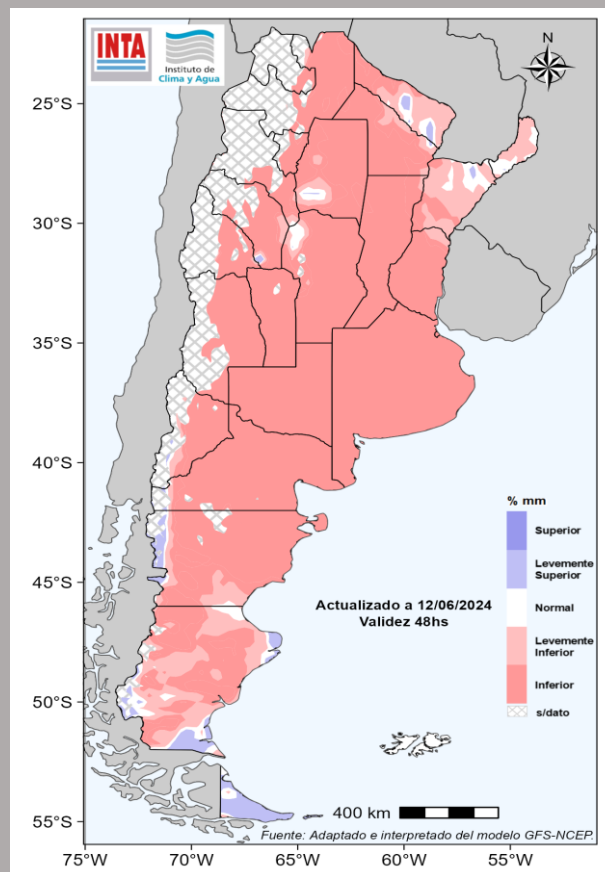 INTA
Instituto de
Clima y Agua
N
25°S
30°S
35°S
40°S
45°S
50°S
55°S
% mm
Superior
Levemente
Superior
Normal
Levemente
Inferior
Inferior
s/dato
Actualizado a 12/06/2024
Validez 48hs
400 km
Fuente: Adaptado e interpretado del modelo GFS-NCEP.
75°W
70°W
65°W
60°W
55°W